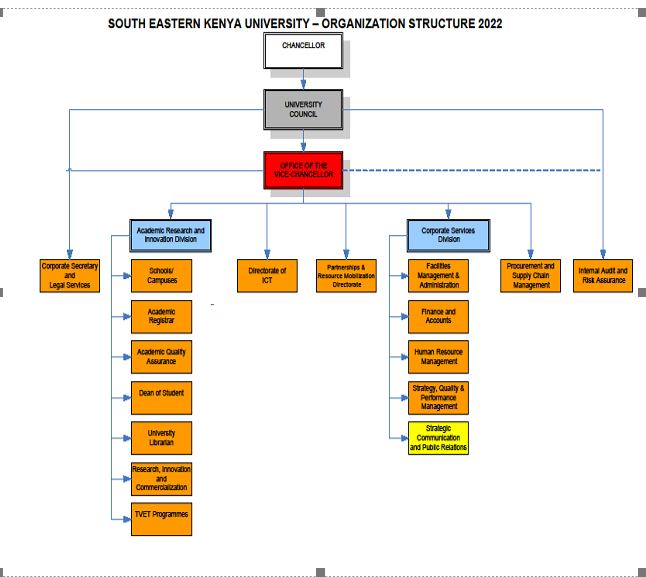 SOUTH EASTERN KENYA UNIVERSITY – ORGANIZATION STRUCTURE 2022
CHANCELLOR
UNIVERSITY
COUNCIL
OFFICE OF THE
VICE-CHANCELLOR
Academic Research and
Innovation Division
Corporate Services
Division
Corporate Secretary
and
Legal Services
Schools/
Campuses
Directorate of
ICT
Partnerships &
Resource Mobilization
Directorate
Facilities
Management &
Administration
Procurement and
Supply Chain
Management
Internal Audit and
Risk Assurance
Academic
Registrar
Finance and
Accounts
Academic Quality
Assurance
Human Resource
Management
Dean of Student
Strategy, Quality &
Performance
Management
University
Librarian
Strategic
Communication
and Public Relations
Research, Innovation
and
Commercialization
TVET Programmes